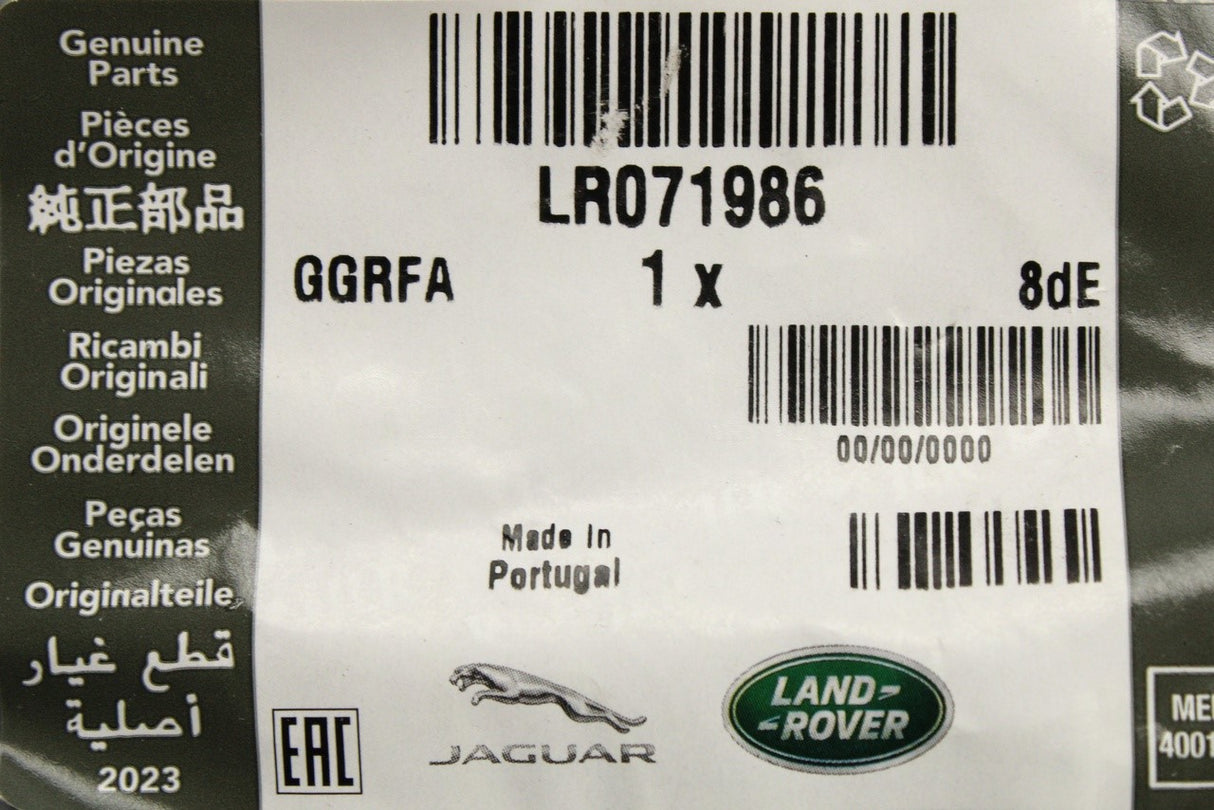 Genuine
Parts
Pièces
d'Origine
純正部品
Piezas
Originales
Ricambi
Originali
Originele
Onderdelen
Peças
Genuinas
Originalteile
قطع غيار
أصلية
2023
LR071986
GGRFA 1 x 8dE
00/00/0000
Made in
Portugal
EAC
JAGUAR
LAND-
-ROVER
4001